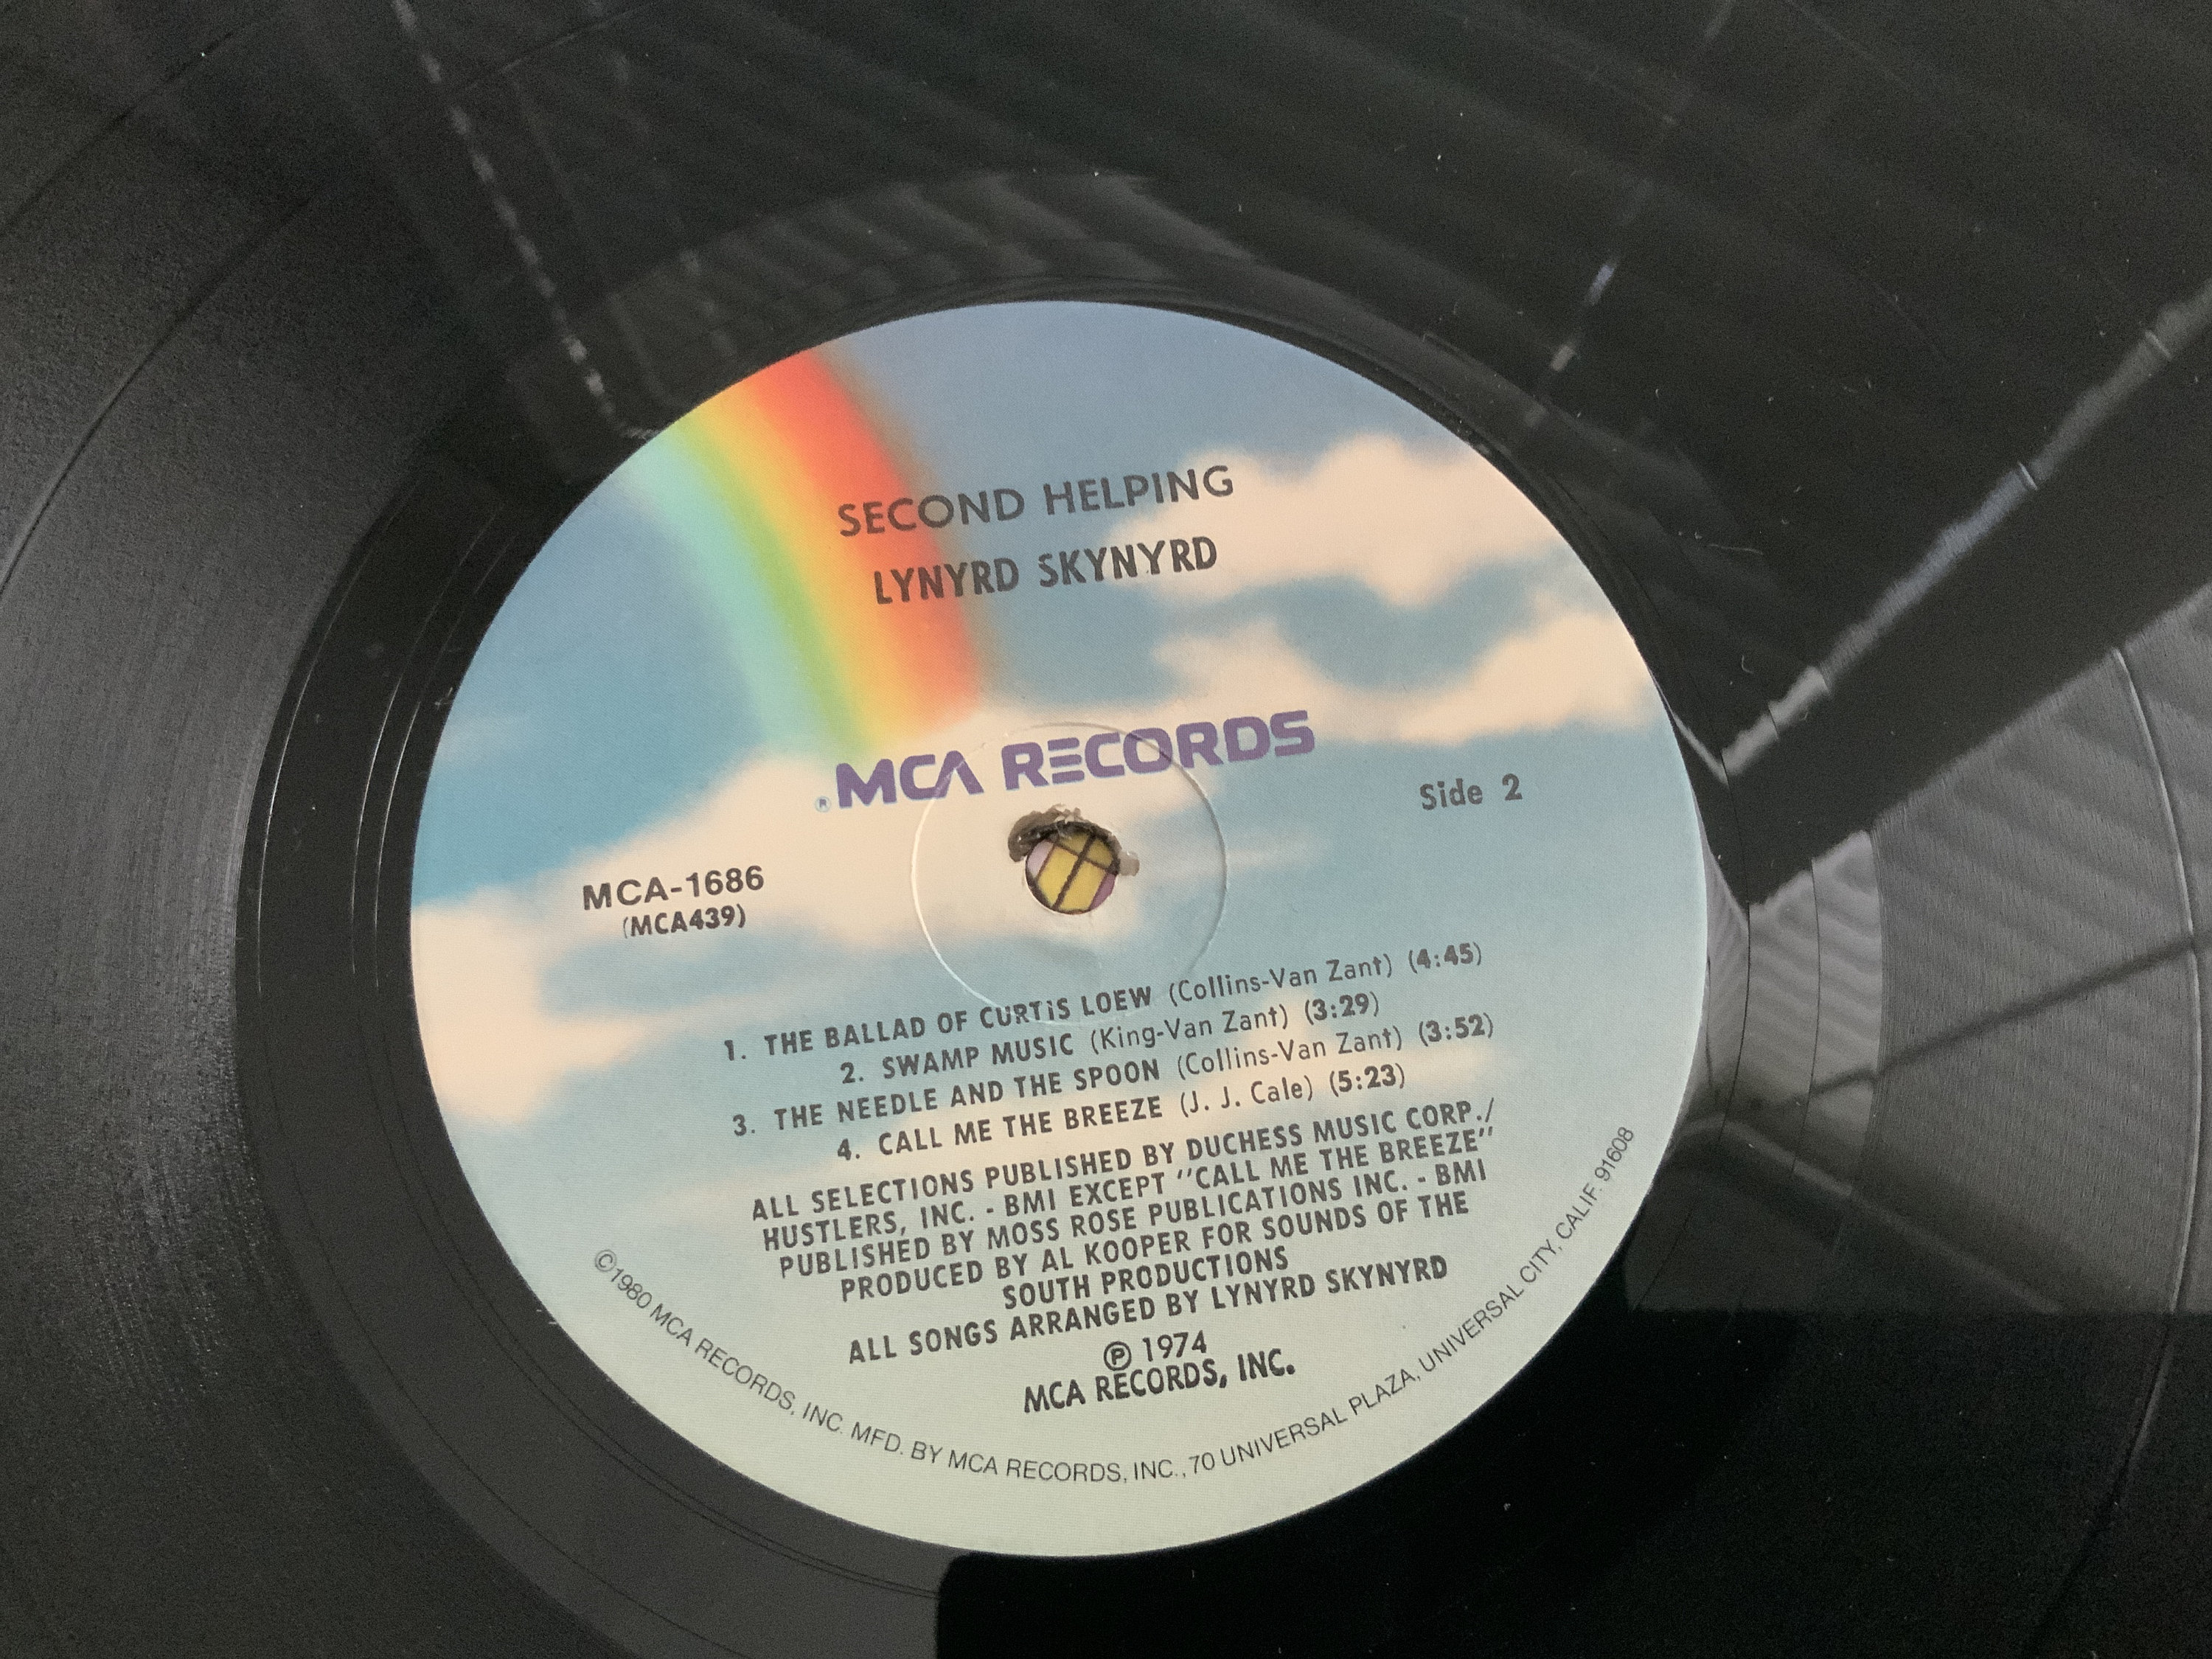 SECOND HELPING
LYNYRD SKYNYRD
® MCA RECORDS
Side 2
MCA-1686
(MCA439)
1. THE BALLAD OF CURTiS LOEW (Collins-Van Zant) (4:45)
2. SWAMP MUSIC (King-Van Zant) (3:29)
3. THE NEEDLE AND THE SPOON (Collins-Van Zant) (3:52)
4. CALL ME THE BREEZE (J. J. Cale) (5:23)
ALL SELECTIONS PUBLISHED BY DUCHESS MUSIC CORP./
HUSTLERS, INC. - BMI EXCEPT "CALL ME THE BREEZE"
PUBLISHED BY MOSS ROSE PUBLICATIONS INC. - BMI
PRODUCED BY AL KOOPER FOR SOUNDS OF THE
SOUTH PRODUCTIONS
ALL SONGS ARRANGED BY LYNYRD SKYNYRD
℗ 1974
MCA RECORDS, INC.
©1980 MCA RECORDS, INC. MFD. BY MCA RECORDS, INC., 70 UNIVERSAL PLAZA, UNIVERSAL CITY, CALIF. 91608